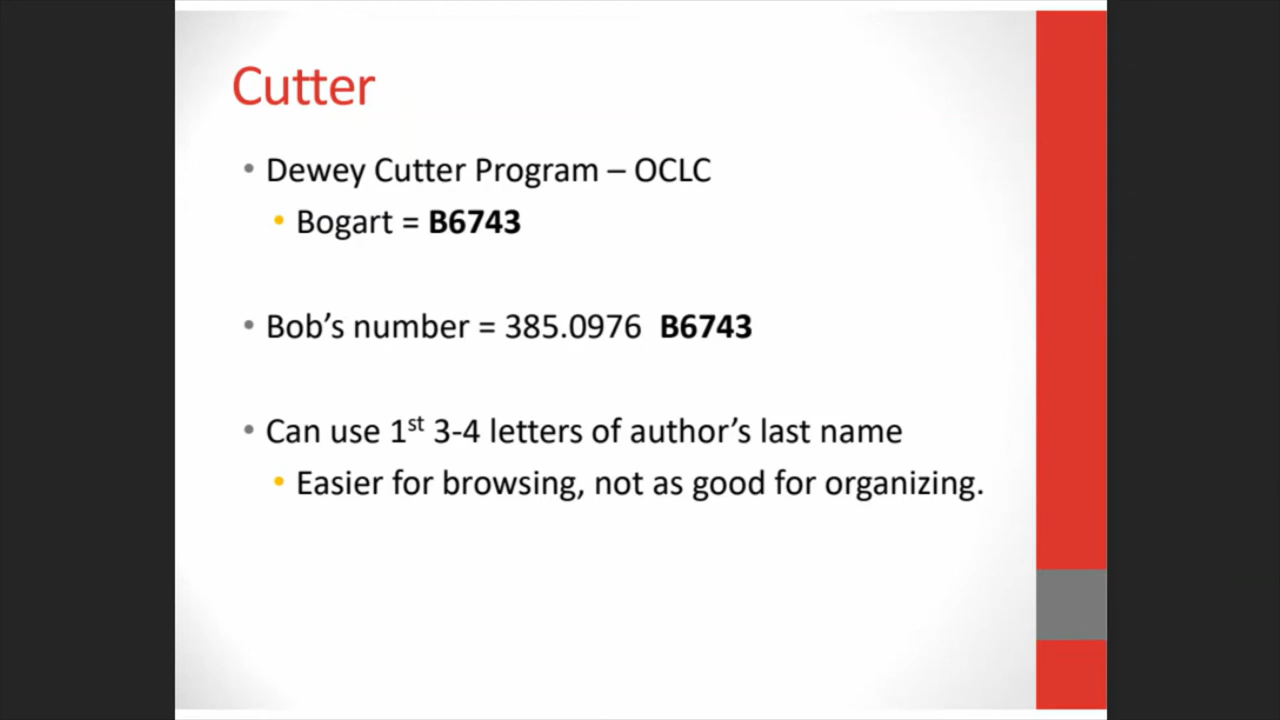 Cutter
• Dewey Cutter Program – OCLC
• Bogart = B6743
• Bob’s number = 385.0976 B6743
• Can use 1st 3-4 letters of author’s last name
• Easier for browsing, not as good for organizing.